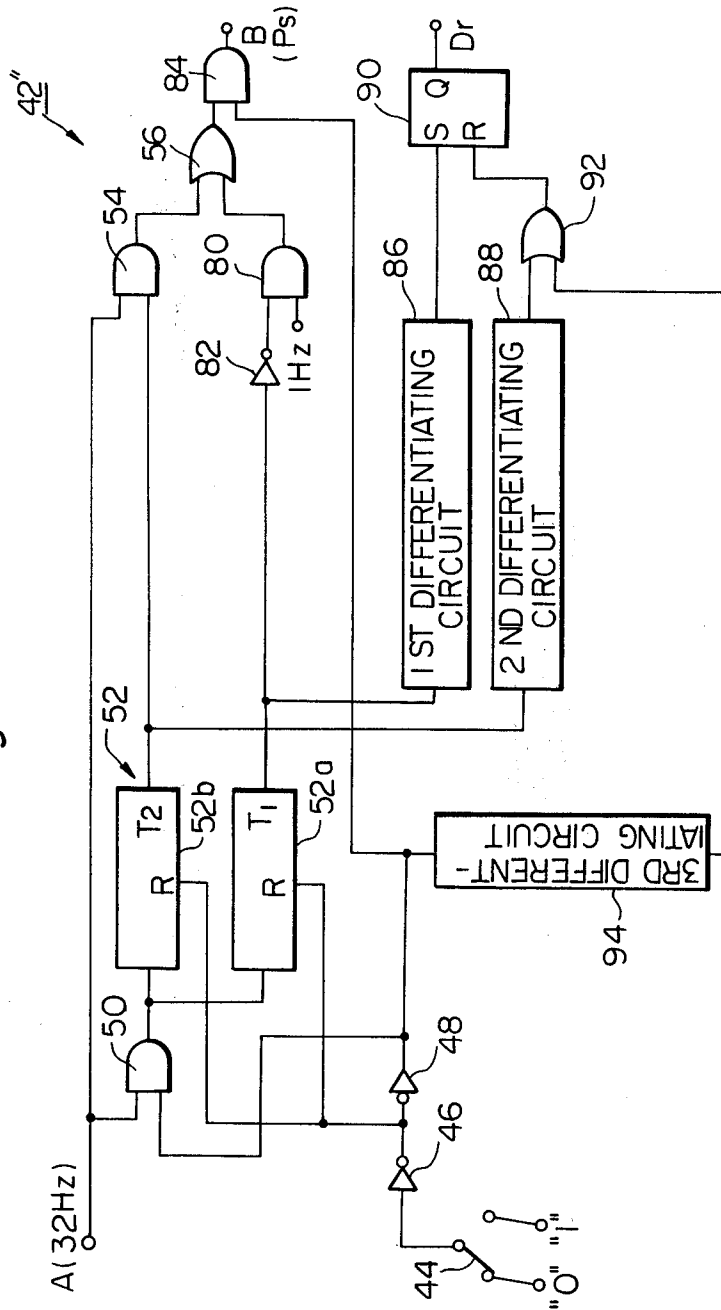 42"
A(32Hz)
50
52
T2
R
52b
T1
R
52a
54
56
84
B
(Ps)
80
82
1Hz
86
1ST DIFFERENTIATING
CIRCUIT
88
2ND DIFFERENTIATING
CIRCUIT
90
S
Q
R
Dr
92
44
"0"
"1"
46
48
3RD DIFFERENT-
IATING CIRCUIT
94